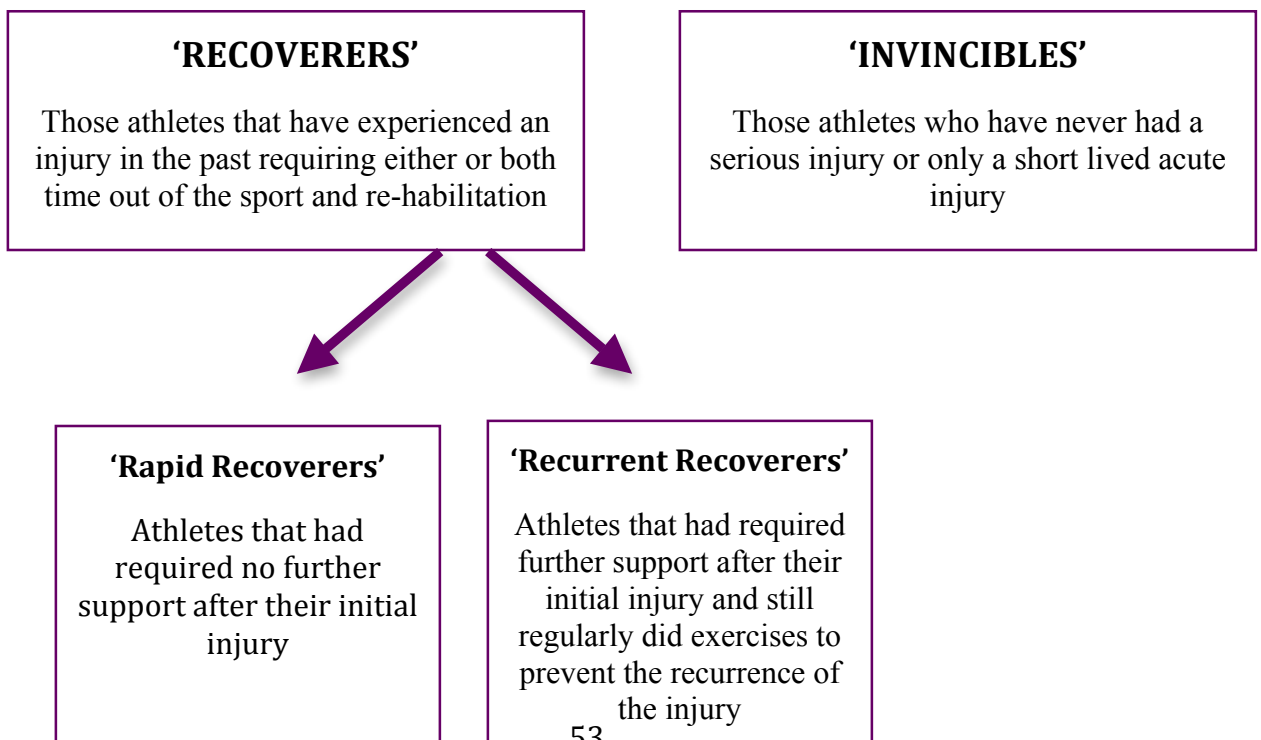 ‘RECOVERERS’
Those athletes that have experienced an
injury in the past requiring either or both
time out of the sport and re-habilitation
‘INVINCIBLES’
Those athletes who have never had a
serious injury or only a short lived acute
injury
‘Rapid Recoverers’
Athletes that had
required no further
support after their initial
injury
‘Recurrent Recoverers’
Athletes that had required
further support after their
initial injury and still
regularly did exercises to
prevent the recurrence of
the injury
53